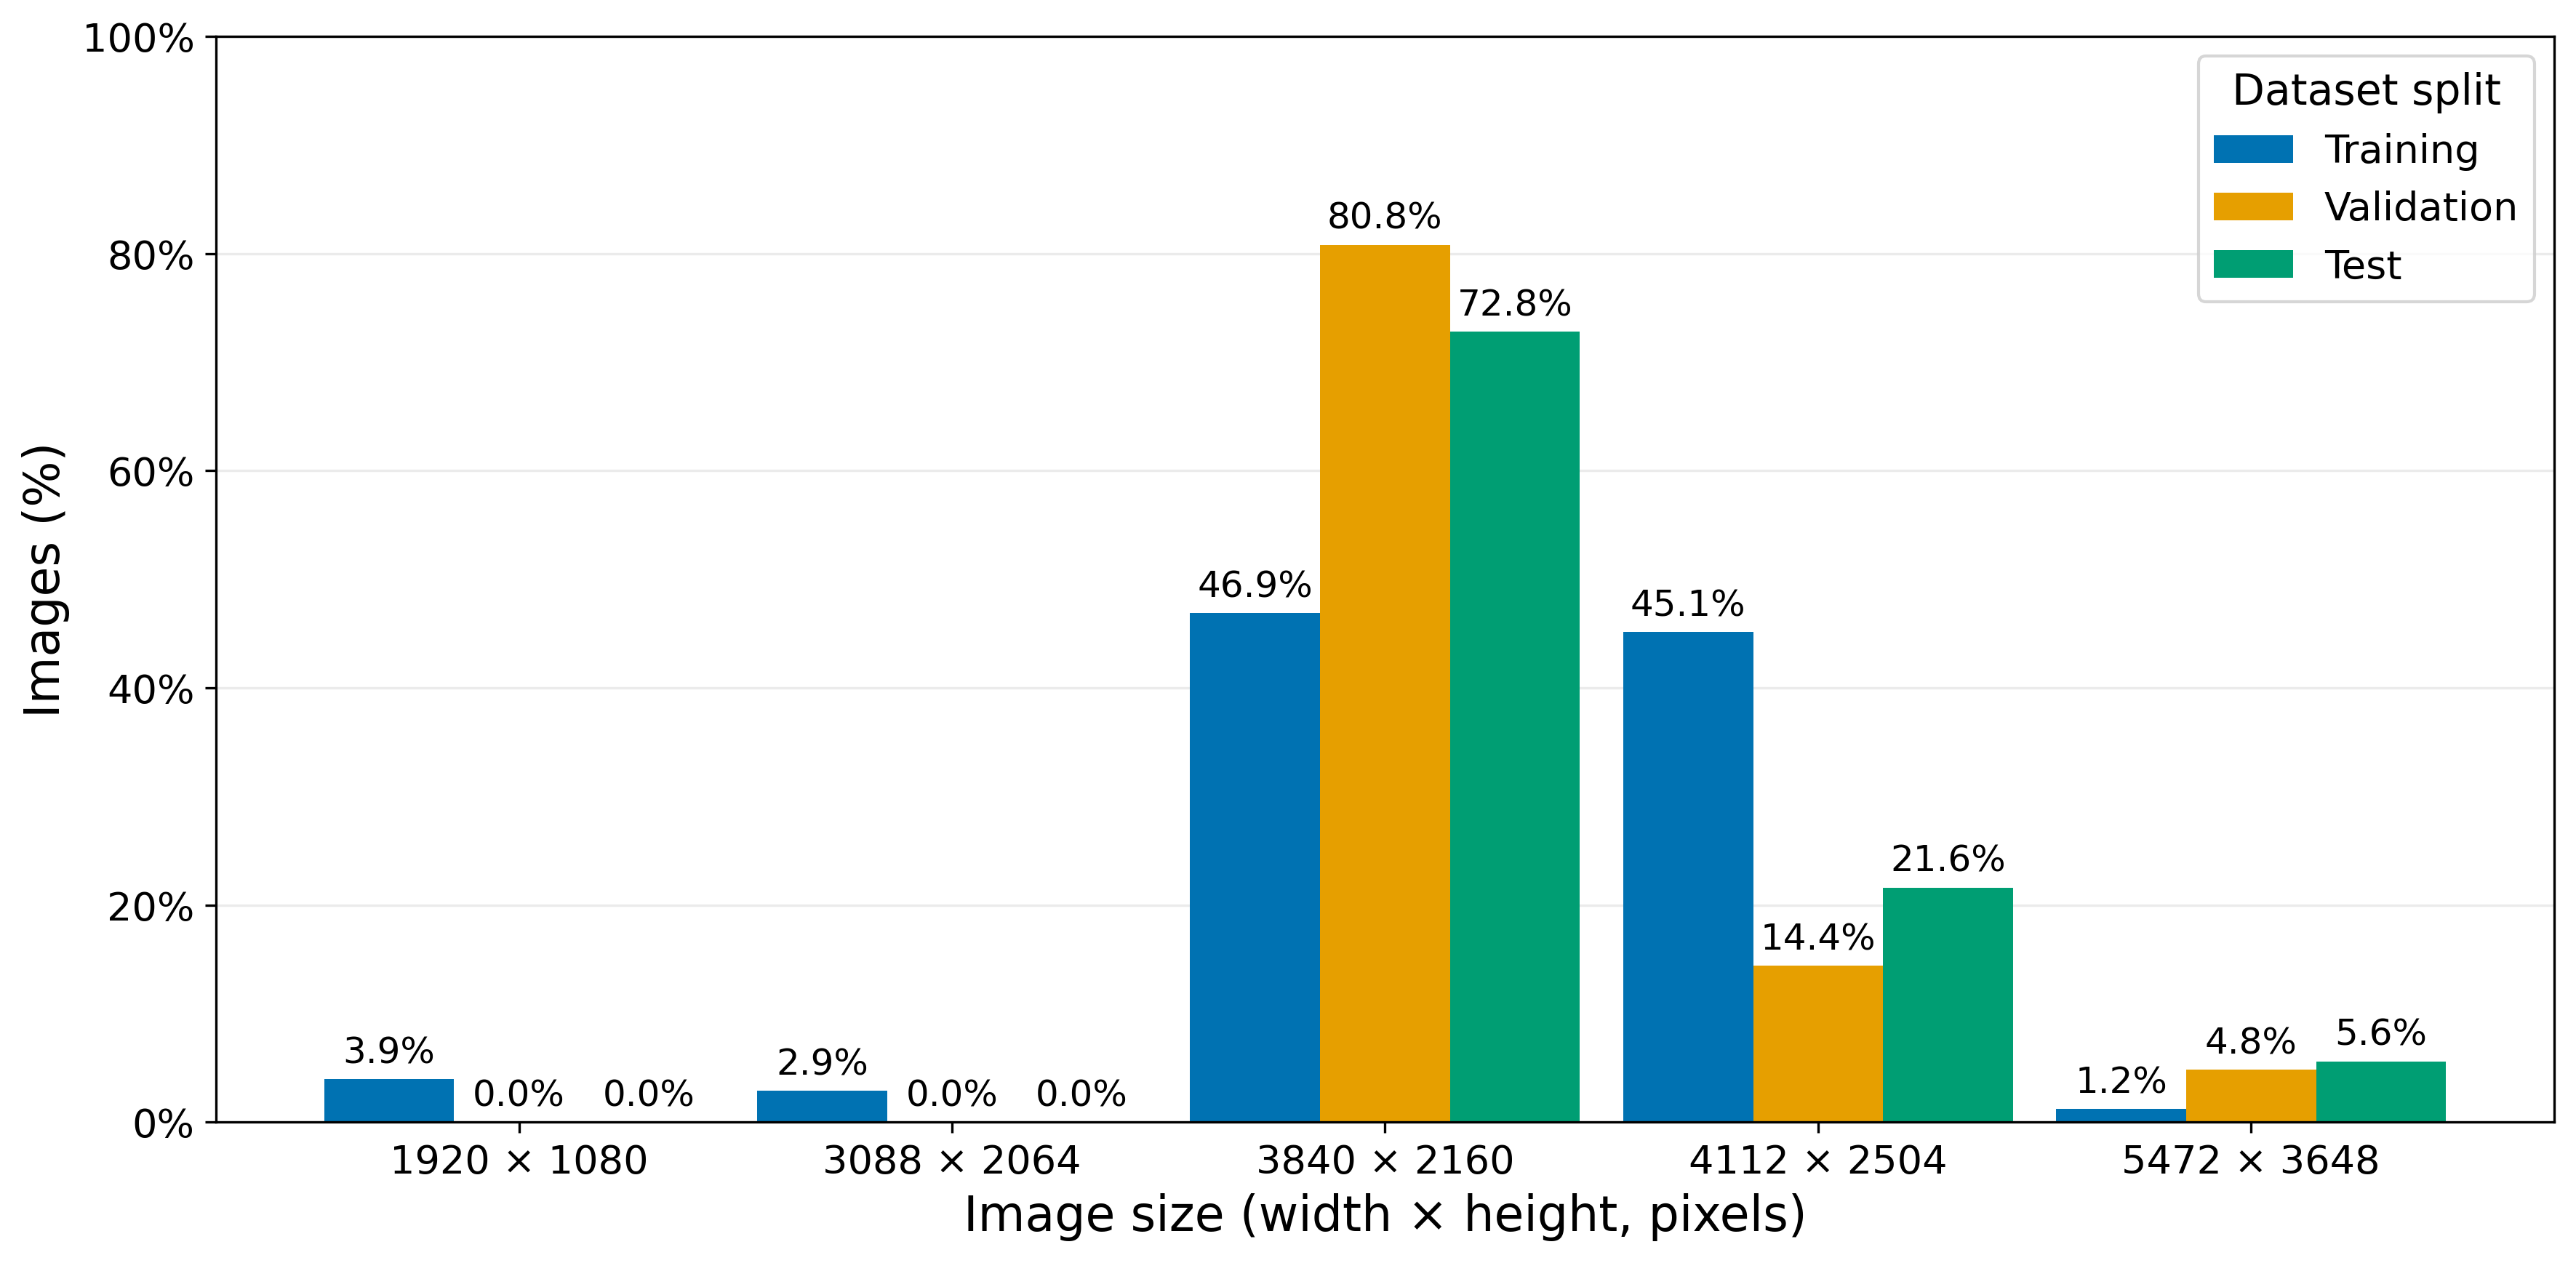 100%
80%
60%
40%
20%
0%
Images (%)
Dataset split
Training
Validation
Test
3.9%
0.0%
0.0%
2.9%
0.0%
0.0%
46.9%
80.8%
72.8%
45.1%
14.4%
21.6%
1.2%
4.8%
5.6%
1920 × 1080
3088 × 2064
3840 × 2160
4112 × 2504
5472 × 3648
Image size (width × height, pixels)